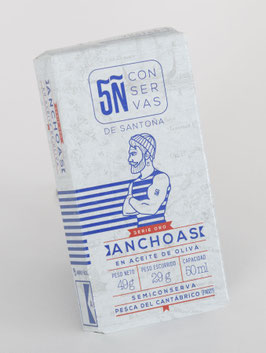 5Ñ CON
SER
VAS
DE SANTOÑA
SERIE ORO
¡ANCHOAS!
EN ACEITE DE OLIVA
PESO NETO
49g
PESO ESCURRIDO
29g
CAPACIDAD
50ml
SEMICONSERVA
PESCA DEL CANTÁBRICO
¡ANCHOAS!